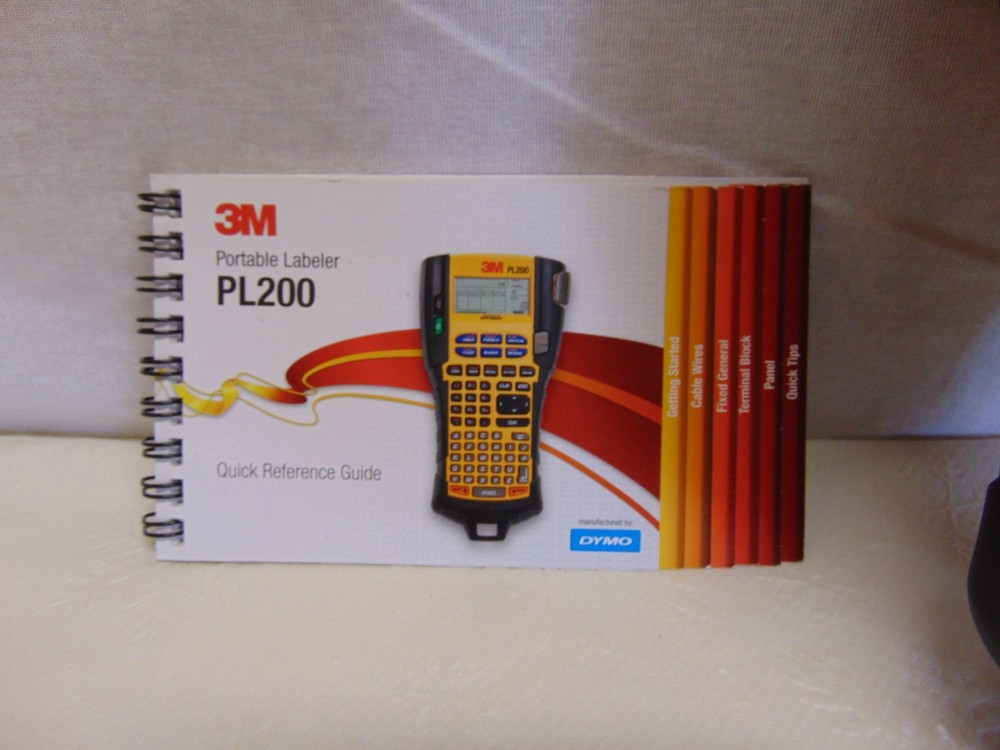 3M
Portable Labeler
PL200
3M PL200
Quick Reference Guide
manufactured by:
DYMO
Getting Started
Cable Wires
Fixed General
Terminal Block
Panel
Quick Tips